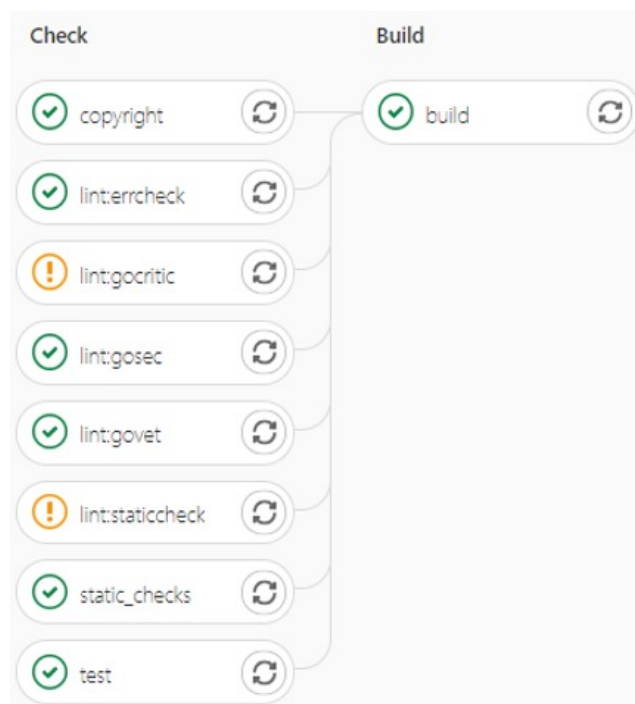 Check
Build
copyright
build
lint:errcheck
lint:gocritic
lint:gosec
lint:govet
lint:staticcheck
static_checks
test